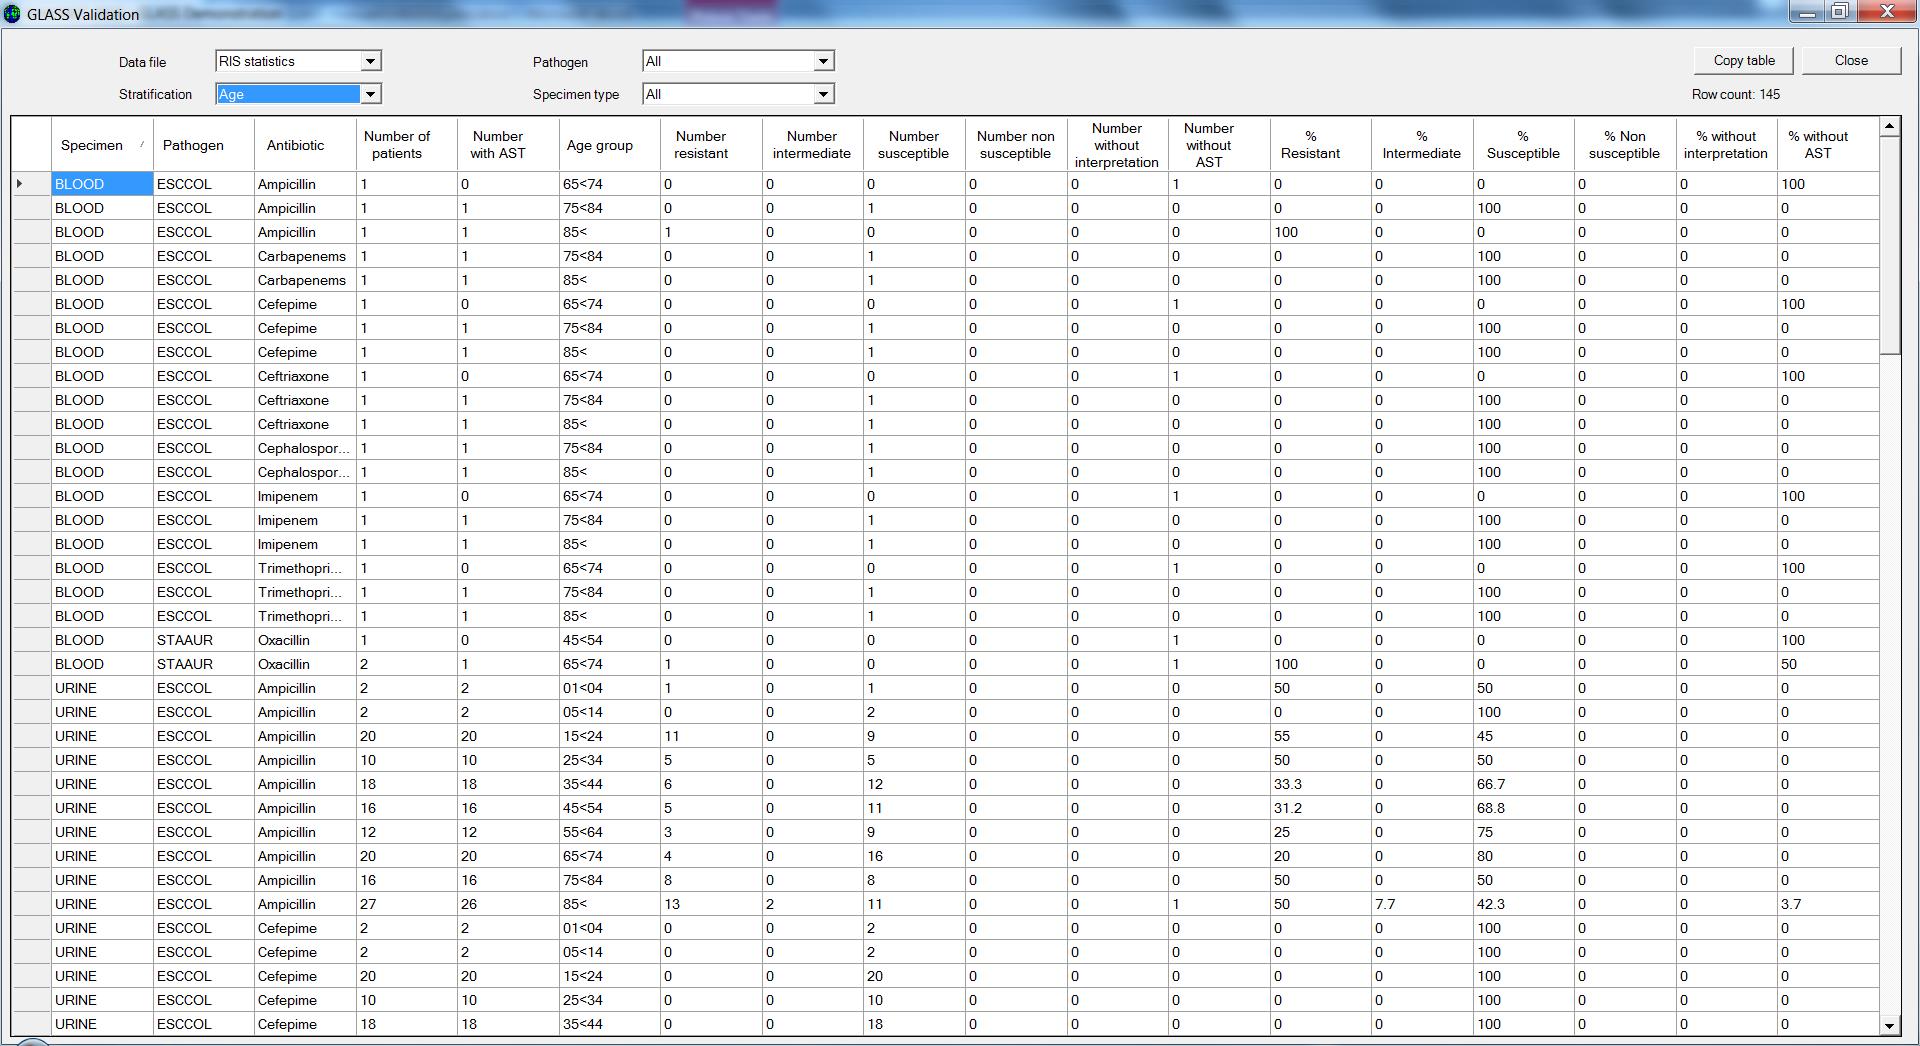 GLASS Validation
Data file RIS statistics Pathogen All Copy table Close
Stratification Age Specimen type All Row count: 145
Specimen Pathogen Antibiotic Number of patients Number with AST Age group Number resistant Number intermediate Number susceptible Number non susceptible Number without interpretation Number without AST % Resistant % Intermediate % Susceptible % Non susceptible % without interpretation % without AST
BLOOD ESCCOL Ampicillin 1 0 65<74 0 0 0 0 0 1 0 0 0 0 0 100
BLOOD ESCCOL Ampicillin 1 1 75<84 0 0 1 0 0 0 0 0 100 0 0 0
BLOOD ESCCOL Ampicillin 1 1 85< 1 0 0 0 0 0 100 0 0 0 0 0
BLOOD ESCCOL Carbapenems 1 1 75<84 0 0 1 0 0 0 0 0 100 0 0 0
BLOOD ESCCOL Carbapenems 1 1 85< 0 0 1 0 0 0 0 0 100 0 0 0
BLOOD ESCCOL Cefepime 1 0 65<74 0 0 0 0 0 1 0 0 0 0 0 100
BLOOD ESCCOL Cefepime 1 1 75<84 0 0 1 0 0 0 0 0 100 0 0 0
BLOOD ESCCOL Cefepime 1 1 85< 0 0 1 0 0 0 0 0 100 0 0 0
BLOOD ESCCOL Ceftriaxone 1 0 65<74 0 0 0 0 0 1 0 0 0 0 0 100
BLOOD ESCCOL Ceftriaxone 1 1 75<84 0 0 1 0 0 0 0 0 100 0 0 0
BLOOD ESCCOL Ceftriaxone 1 1 85< 0 0 1 0 0 0 0 0 100 0 0 0
BLOOD ESCCOL Cephalospor... 1 1 75<84 0 0 1 0 0 0 0 0 100 0 0 0
BLOOD ESCCOL Cephalospor... 1 1 85< 0 0 1 0 0 0 0 0 100 0 0 0
BLOOD ESCCOL Imipenem 1 0 65<74 0 0 0 0 0 1 0 0 0 0 0 100
BLOOD ESCCOL Imipenem 1 1 75<84 0 0 1 0 0 0 0 0 100 0 0 0
BLOOD ESCCOL Imipenem 1 1 85< 0 0 1 0 0 0 0 0 100 0 0 0
BLOOD ESCCOL Trimethopri... 1 0 65<74 0 0 0 0 0 1 0 0 0 0 0 100
BLOOD ESCCOL Trimethopri... 1 1 75<84 0 0 1 0 0 0 0 0 100 0 0 0
BLOOD ESCCOL Trimethopri... 1 1 85< 0 0 1 0 0 0 0 0 100 0 0 0
BLOOD STAAUR Oxacillin 1 0 45<54 0 0 0 0 0 1 0 0 0 0 0 100
BLOOD STAAUR Oxacillin 2 1 65<74 1 0 0 0 0 1 100 0 0 0 0 50
URINE ESCCOL Ampicillin 2 2 01<04 1 0 1 0 0 0 50 0 50 0 0 0
URINE ESCCOL Ampicillin 2 2 05<14 0 0 2 0 0 0 0 0 100 0 0 0
URINE ESCCOL Ampicillin 20 20 15<24 11 0 9 0 0 0 55 0 45 0 0 0
URINE ESCCOL Ampicillin 10 10 25<34 5 0 5 0 0 0 50 0 50 0 0 0
URINE ESCCOL Ampicillin 18 18 35<44 6 0 12 0 0 0 33.3 0 66.7 0 0 0
URINE ESCCOL Ampicillin 16 16 45<54 5 0 11 0 0 0 31.2 0 68.8 0 0 0
URINE ESCCOL Ampicillin 12 12 55<64 3 0 9 0 0 0 25 0 75 0 0 0
URINE ESCCOL Ampicillin 20 20 65<74 4 0 16 0 0 0 20 0 80 0 0 0
URINE ESCCOL Ampicillin 16 16 75<84 8 0 8 0 0 0 50 0 50 0 0 0
URINE ESCCOL Ampicillin 27 26 85< 13 2 11 0 0 1 50 7.7 42.3 0 0 3.7
URINE ESCCOL Cefepime 2 2 01<04 0 0 2 0 0 0 0 0 100 0 0 0
URINE ESCCOL Cefepime 2 2 05<14 0 0 2 0 0 0 0 0 100 0 0 0
URINE ESCCOL Cefepime 20 20 15<24 0 0 20 0 0 0 0 0 100 0 0 0
URINE ESCCOL Cefepime 10 10 25<34 0 0 10 0 0 0 0 0 100 0 0 0
URINE ESCCOL Cefepime 18 18 35<44 0 0 18 0 0 0 0 0 100 0 0 0